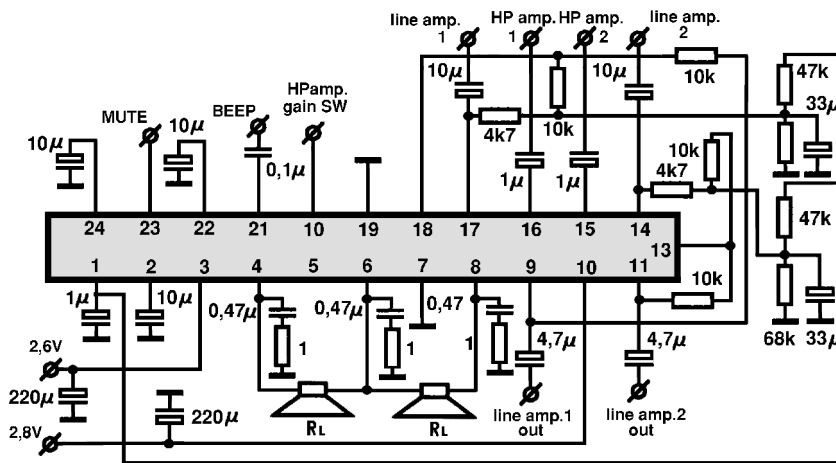 line amp. 1
HP amp. 1
HP amp. 2
line amp. 2
10µ
10µ
10k
47k
33µ
HPamp.
gain SW
BEEP
MUTE
10µ
10µ
0,1µ
4k7
10k
1µ
1µ
10k
4k7
47k
24 23 22 21 10 19 18 17 16 15 14
13
1 2 3 4 5 6 7 8 9 10 11
1µ
10µ
0,47µ
0,47µ
0,47
10k
1
1
1
4,7µ
4,7µ
68k
33µ
2,6V
220µ
220µ
2,8V
RL
RL
line amp.1
out
line amp.2
out